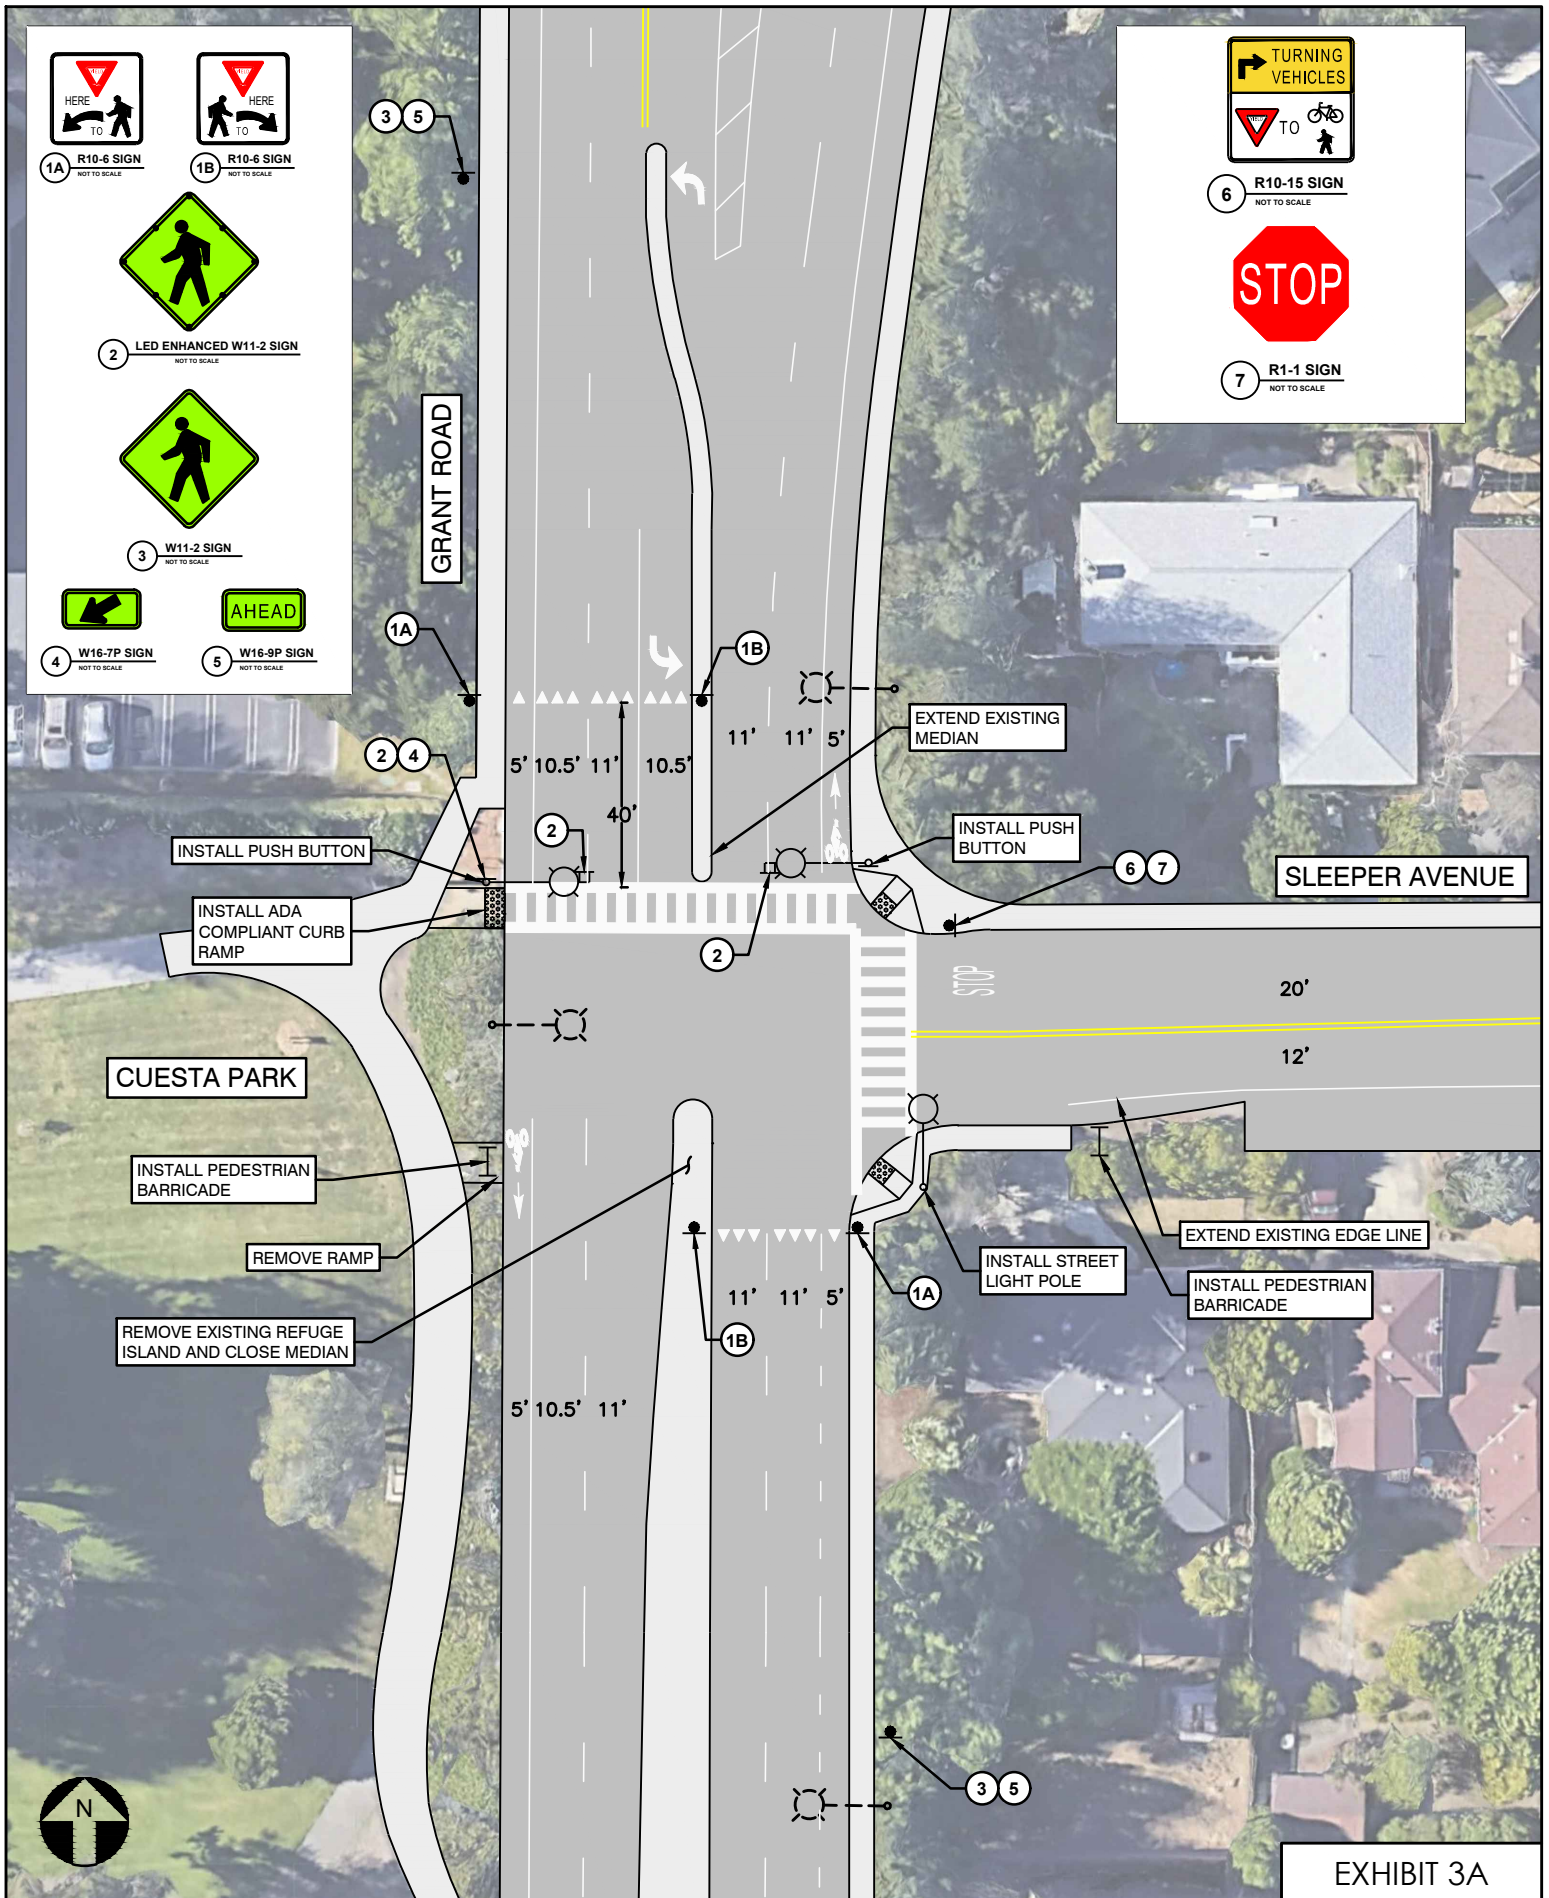 YIELD
HERE
TO
1A
R10-6 SIGN
NOT TO SCALE
YIELD
HERE
TO
1B
R10-6 SIGN
NOT TO SCALE
2
LED ENHANCED W11-2 SIGN
NOT TO SCALE
3
W11-2 SIGN
NOT TO SCALE
4
W16-7P SIGN
NOT TO SCALE
AHEAD
5
W16-9P SIGN
NOT TO SCALE
TURNING
VEHICLES
YIELD
TO
6
R10-15 SIGN
NOT TO SCALE
STOP
7
R1-1 SIGN
NOT TO SCALE
3 5
GRANT ROAD
1A
1B
2 4
EXTEND EXISTING
MEDIAN
11' 11' 5'
5' 10.5' 11' 10.5'
40'
2
INSTALL PUSH BUTTON
INSTALL PUSH
BUTTON
6 7
SLEEPER AVENUE
INSTALL ADA
COMPLIANT CURB
RAMP
2
STOP
20'
12'
CUESTA PARK
INSTALL PEDESTRIAN
BARRICADE
REMOVE RAMP
EXTEND EXISTING EDGE LINE
INSTALL STREET
LIGHT POLE
INSTALL PEDESTRIAN
BARRICADE
11' 11' 5'
1A
REMOVE EXISTING REFUGE
ISLAND AND CLOSE MEDIAN
1B
5' 10.5' 11'
3 5
N
EXHIBIT 3A